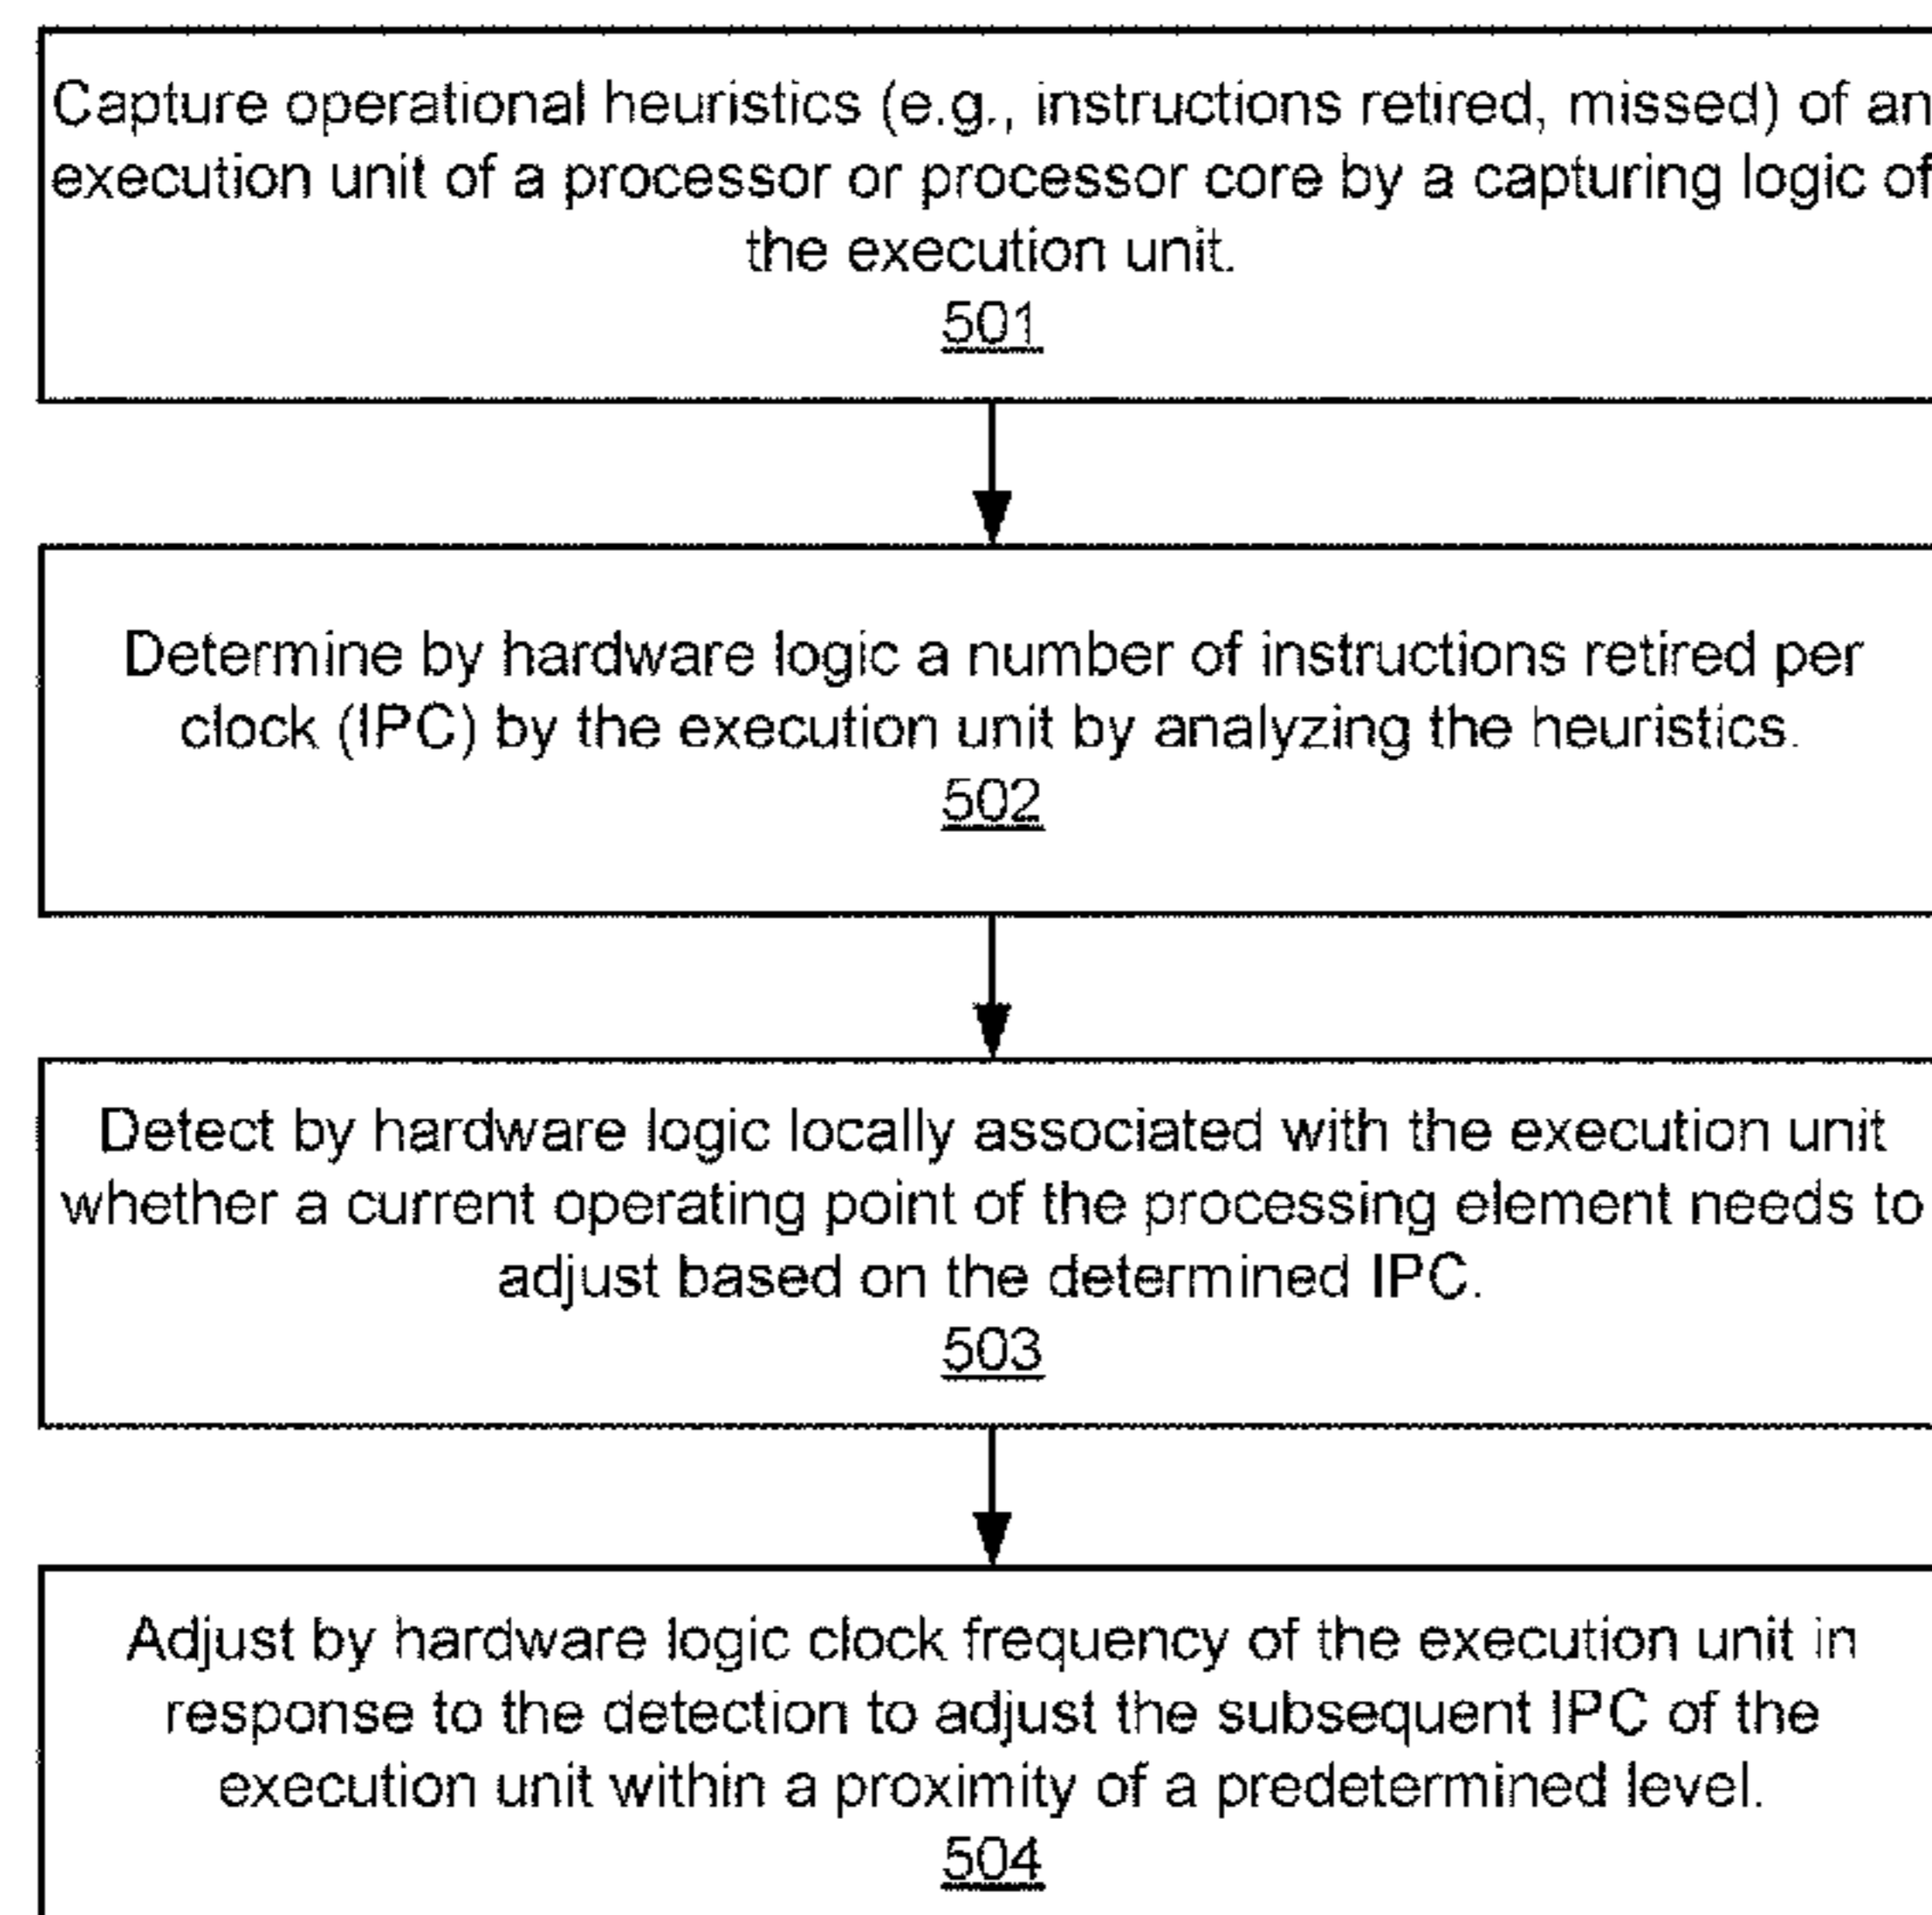 Capture operational heuristics (e.g., instructions retired, missed) of an
execution unit of a processor or processor core by a capturing logic of
the execution unit.
501
Determine by hardware logic a number of instructions retired per
clock (IPC) by the execution unit by analyzing the heuristics.
502
Detect by hardware logic locally associated with the execution unit
whether a current operating point of the processing element needs to
adjust based on the determined IPC.
503
Adjust by hardware logic clock frequency of the execution unit in
response to the detection to adjust the subsequent IPC of the
execution unit within a proximity of a predetermined level.
504